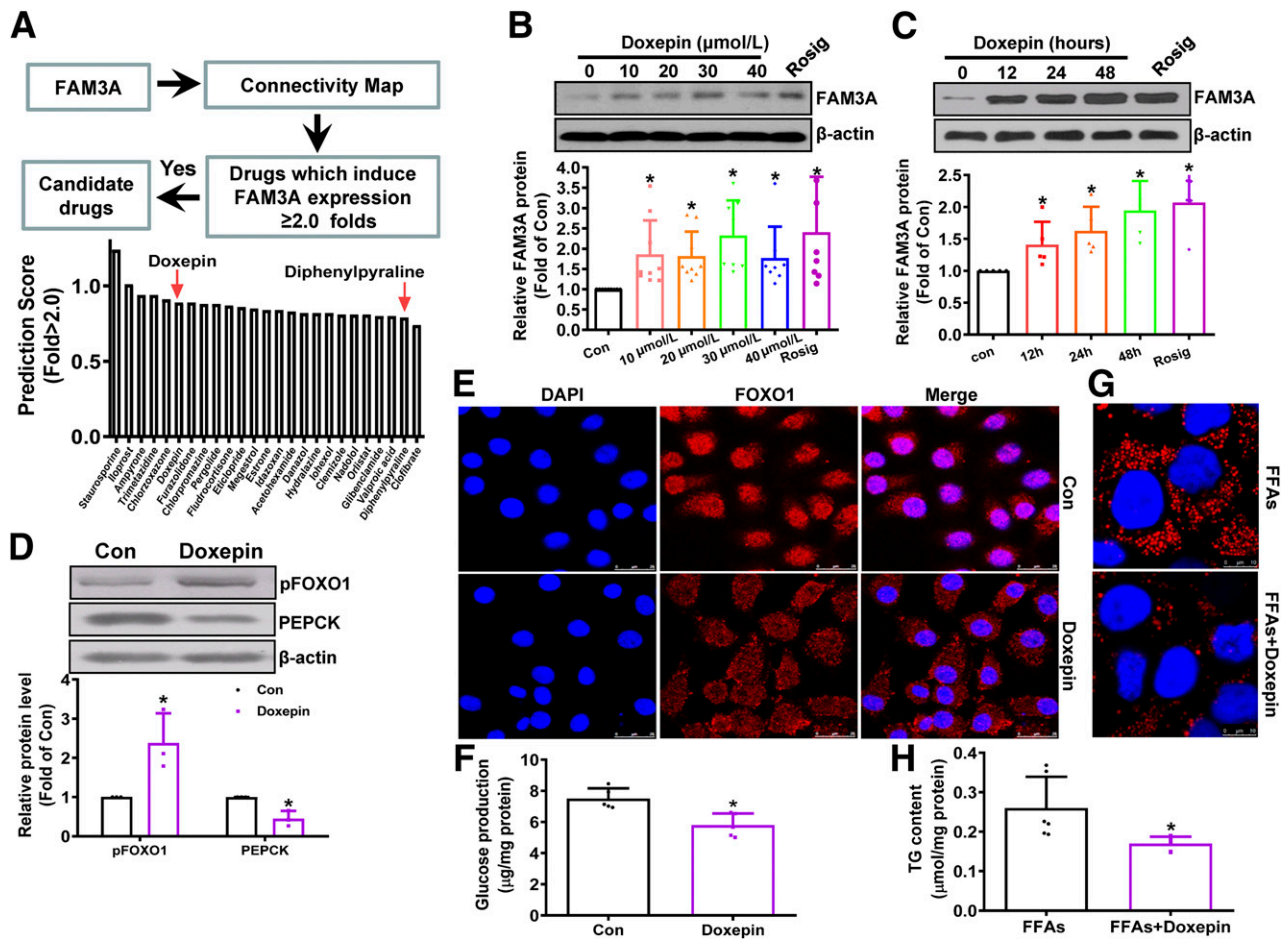 A
FAM3A
Connectivity Map
Yes
Candidate
drugs
Drugs which induce
FAM3A expression
≥2.0 folds
Prediction Score
(Fold>2.0)
1.0
0.5
0.0
Doxepin
Diphenylpyraline
Staurosporine
Iloprost
Ampyrone
Trimetazidine
Chlorzoxazone
Doxepin
Oxolinic
Furazolidone
Chlorpromazine
Pergolide
Fludrocortisone
Eticlopride
Megestrol
Estrone
Idazoxan
Acetohexamide
Danazol
Hydralazine
Iohexol
Clemizole
Nadolol
Orlistat
Glibenclamide
Valproic acid
Diphenylpyraline
Clofibrate
B
Doxepin (μmol/L)
0 10 20 30 40 Rosig
FAM3A
β-actin
Relative FAM3A protein
(Fold of Con)
4.0
3.5
3.0
2.5
2.0
1.5
1.0
0.5
0.0
* * * * *
Con 10 μmol/L 20 μmol/L 30 μmol/L 40 μmol/L Rosig
C
Doxepin (hours)
0 12 24 48 Rosig
FAM3A
β-actin
Relative FAM3A protein
(Fold of Con)
2.5
2.0
1.5
1.0
0.5
0.0
* * * *
con 12h 24h 48h Rosig
D
Con Doxepin
pFOXO1
PEPCK
β-actin
Relative protein level
(Fold of Con)
4
3
2
1
0
Con
Doxepin
* *
pFOXO1 PEPCK
E
DAPI FOXO1 Merge
Con
Doxepin
F
Glucose production
(μg/mg protein)
10
8
6
4
2
0
*
Con Doxepin
G
FFAs
FFAs+Doxepin
H
TG content
(μmol/mg protein)
0.4
0.3
0.2
0.1
0.0
*
FFAs FFAs+Doxepin